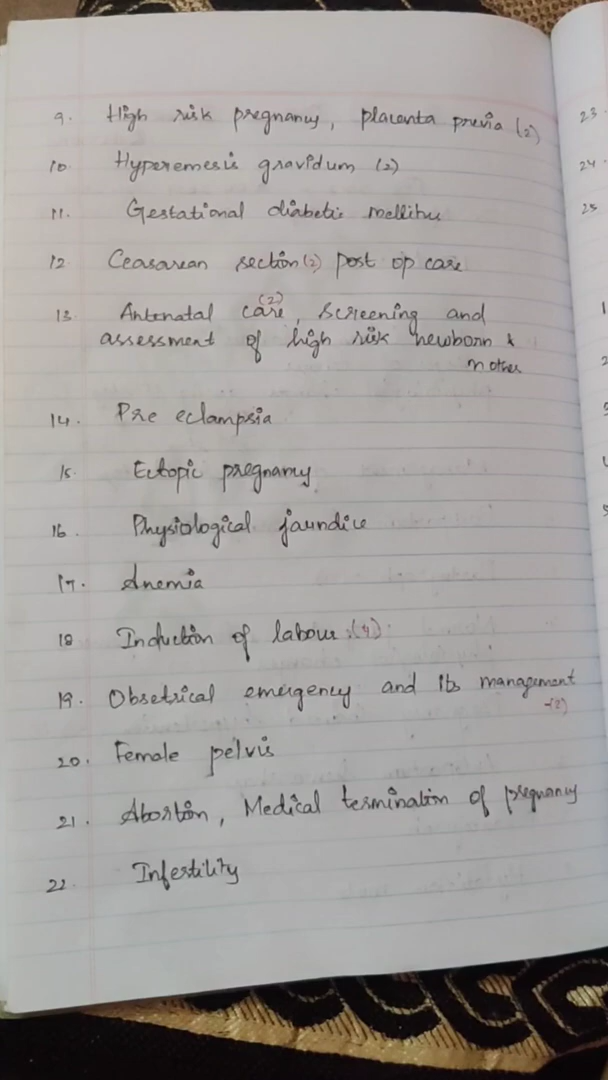 9. High risk pregnancy, placenta previa (2)
10 Hyperemesis gravidum (2)
11. Gestational diabetic mellitus
12 Ceasarean section (2) post op care
13 Antenatal care (2), screening and
assessment of high risk newborn &
mother
14. Pre eclampsia
15. Ectopic pregnancy
16. Physiological jaundice
17. Anemia
18 Induction of labour (4).
19. Obsetrical emergency and its management
(2)
20. Female pelvis
21. Abortion, Medical termination of pregnancy
22. Infertility
23.
24.
25